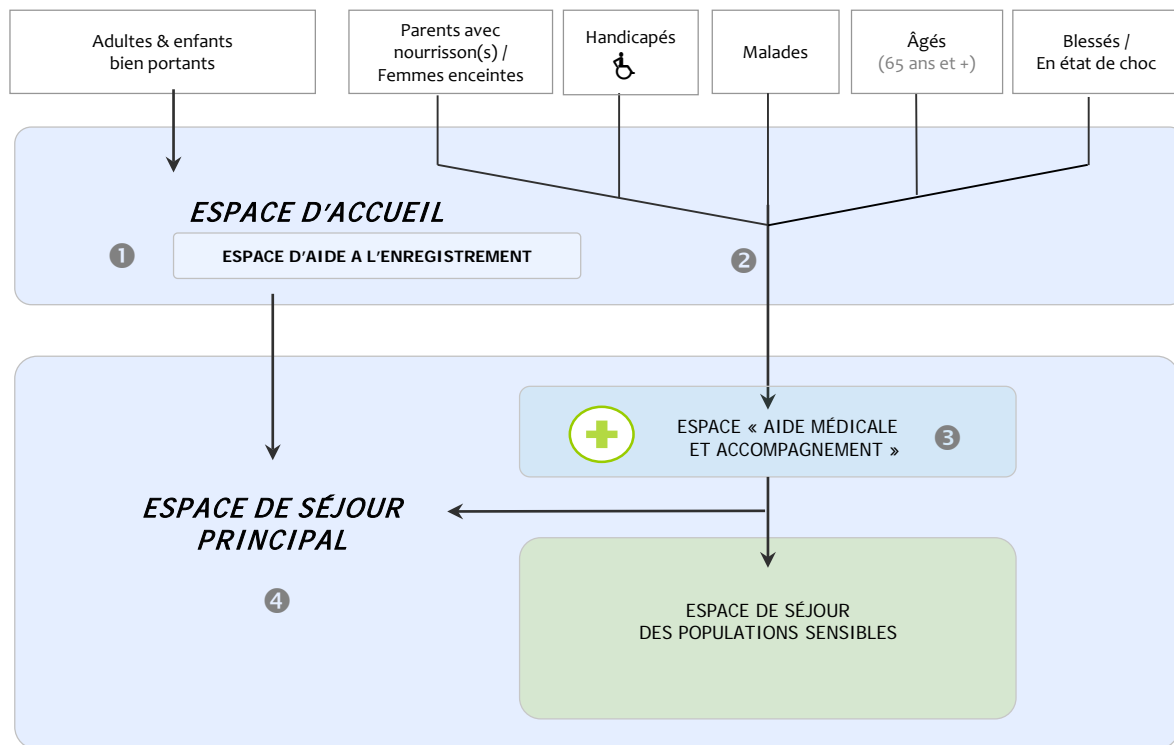 Adultes & enfants
bien portants
Parents avec
nourrisson(s) /
Femmes enceintes
Handicapés
Malades
Âgés
(65 ans et +)
Blessés /
En état de choc
ESPACE D'ACCUEIL
❶
ESPACE D'AIDE A L'ENREGISTREMENT
❷
ESPACE « AIDE MÉDICALE
ET ACCOMPAGNEMENT »
❸
ESPACE DE SÉJOUR
PRINCIPAL
❹
ESPACE DE SÉJOUR
DES POPULATIONS SENSIBLES